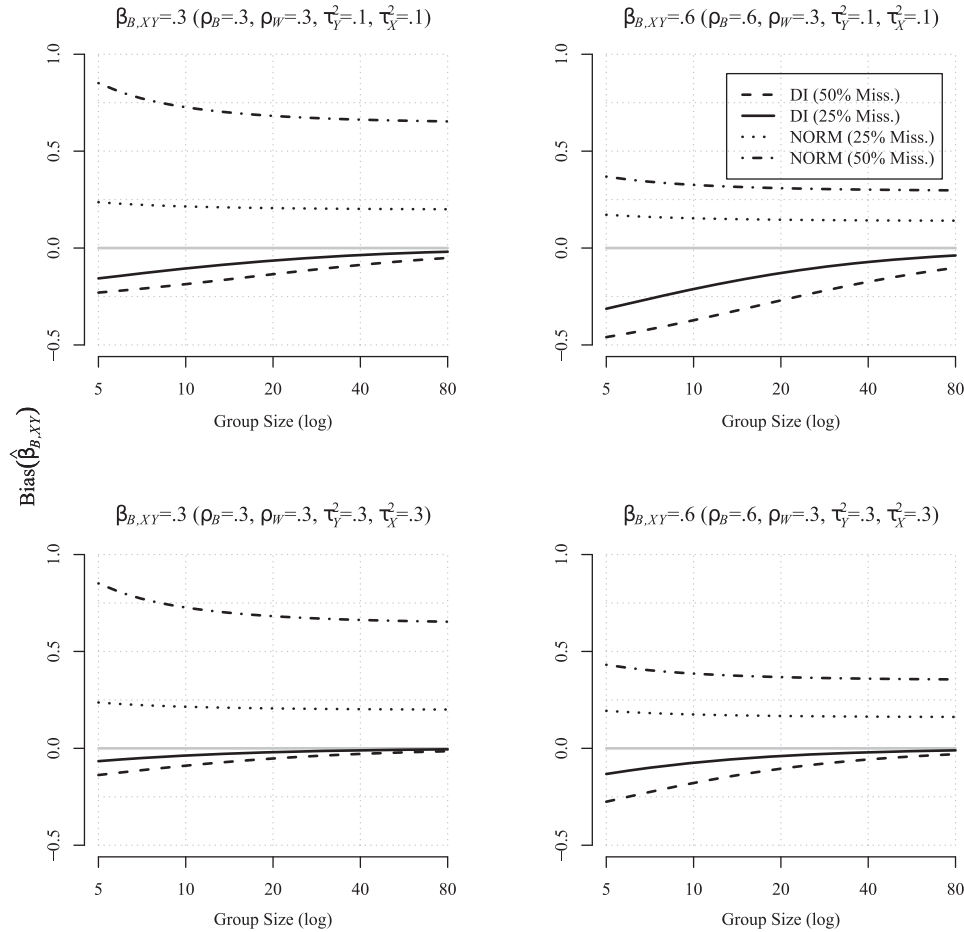 β_{B,XY}=.3 (ρ_B=.3, ρ_W=.3, τ²_Y=.1, τ²_X=.1)
1.0
0.5
0.0
−0.5
5 10 20 40 80
Group Size (log)
β_{B,XY}=.6 (ρ_B=.6, ρ_W=.3, τ²_Y=.1, τ²_X=.1)
DI (50% Miss.)
DI (25% Miss.)
NORM (25% Miss.)
NORM (50% Miss.)
1.0
0.5
0.0
−0.5
5 10 20 40 80
Group Size (log)
Bias(β̂_{B,XY})
β_{B,XY}=.3 (ρ_B=.3, ρ_W=.3, τ²_Y=.3, τ²_X=.3)
1.0
0.5
0.0
−0.5
5 10 20 40 80
Group Size (log)
β_{B,XY}=.6 (ρ_B=.6, ρ_W=.3, τ²_Y=.3, τ²_X=.3)
1.0
0.5
0.0
−0.5
5 10 20 40 80
Group Size (log)